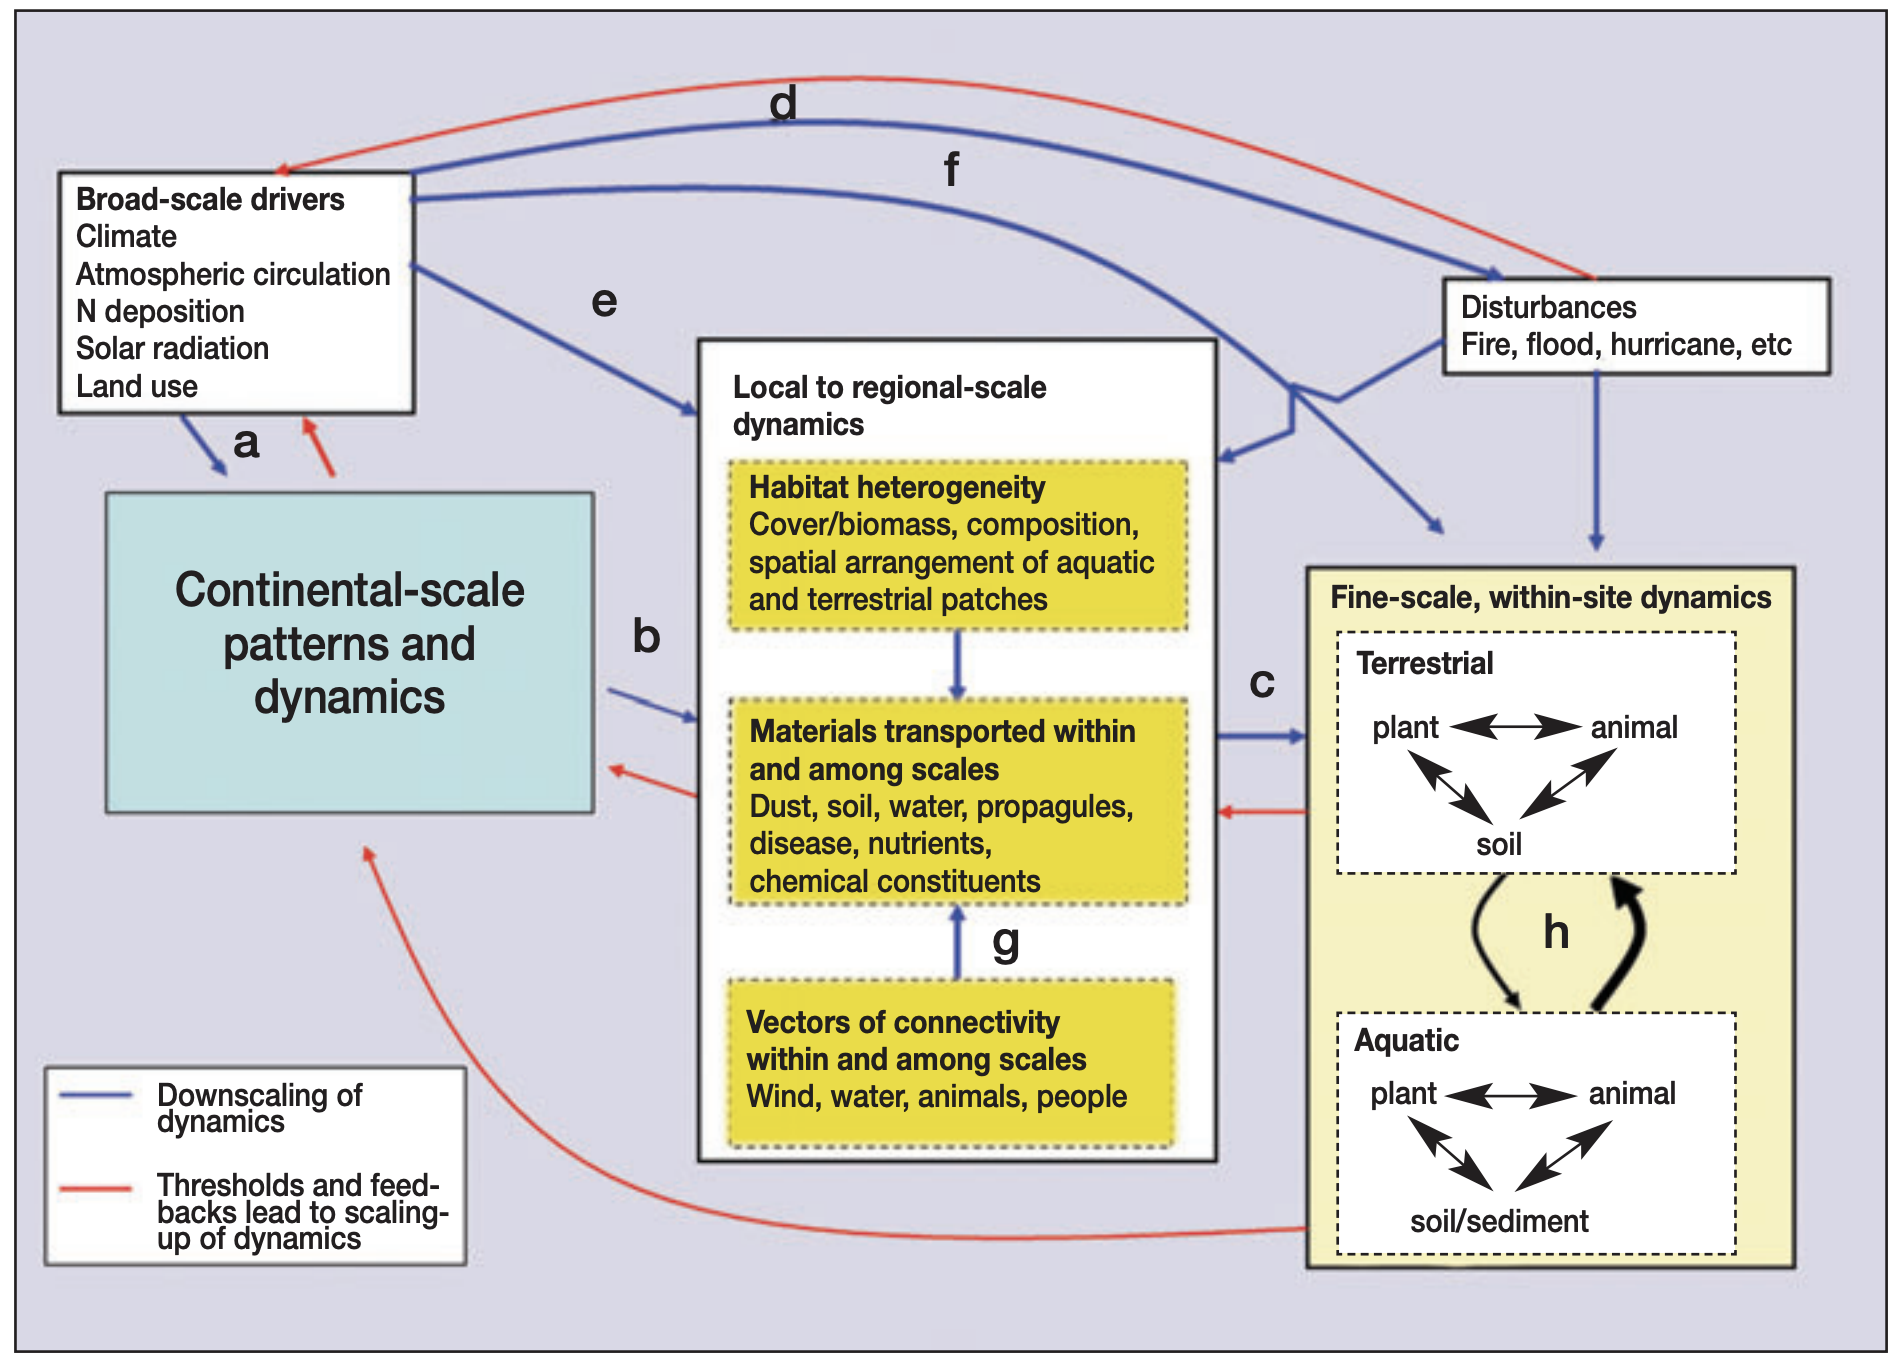 d
f
Broad-scale drivers
Climate
Atmospheric circulation
N deposition
Solar radiation
Land use
e
a
Disturbances
Fire, flood, hurricane, etc
Continental-scale
patterns and
dynamics
b
Local to regional-scale
dynamics
Habitat heterogeneity
Cover/biomass, composition,
spatial arrangement of aquatic
and terrestrial patches
Materials transported within
and among scales
Dust, soil, water, propagules,
disease, nutrients,
chemical constituents
g
Vectors of connectivity
within and among scales
Wind, water, animals, people
c
Fine-scale, within-site dynamics
Terrestrial
plant animal
soil
h
Aquatic
plant animal
soil/sediment
Downscaling of
dynamics
Thresholds and feed-
backs lead to scaling-
up of dynamics